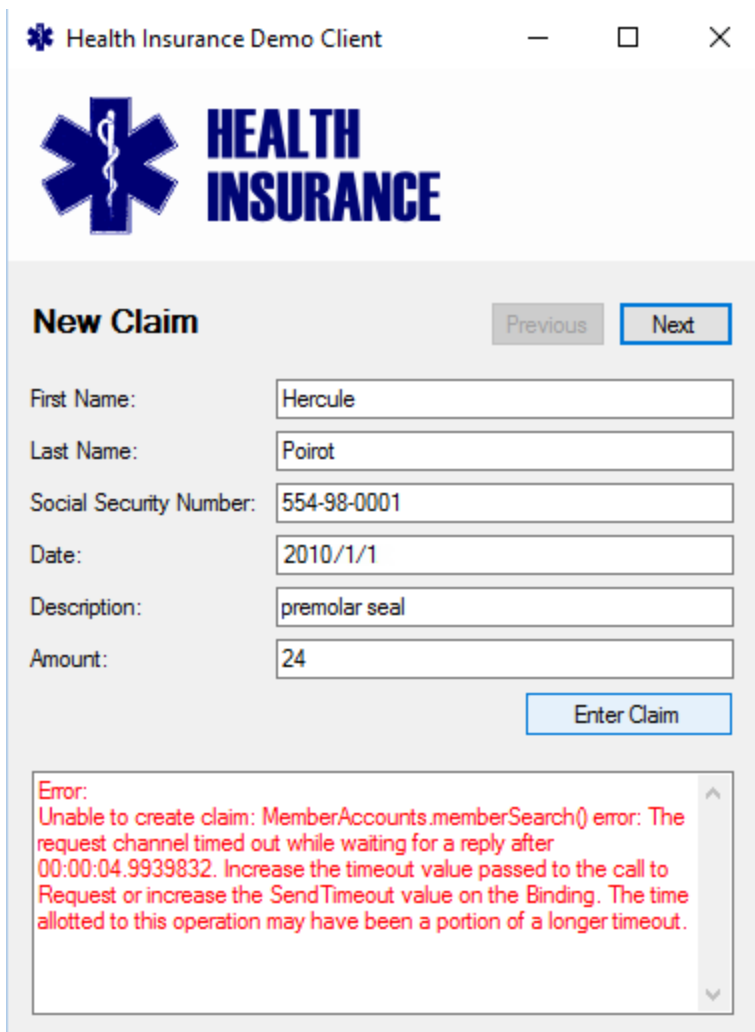 Health Insurance Demo Client
HEALTH
INSURANCE
New Claim
Previous
Next
First Name: Hercule
Last Name: Poirot
Social Security Number: 554-98-0001
Date: 2010/1/1
Description: premolar seal
Amount: 24
Enter Claim
Error:
Unable to create claim: MemberAccounts.memberSearch() error: The
request channel timed out while waiting for a reply after
00:00:04.9939832. Increase the timeout value passed to the call to
Request or increase the SendTimeout value on the Binding. The time
allotted to this operation may have been a portion of a longer timeout.